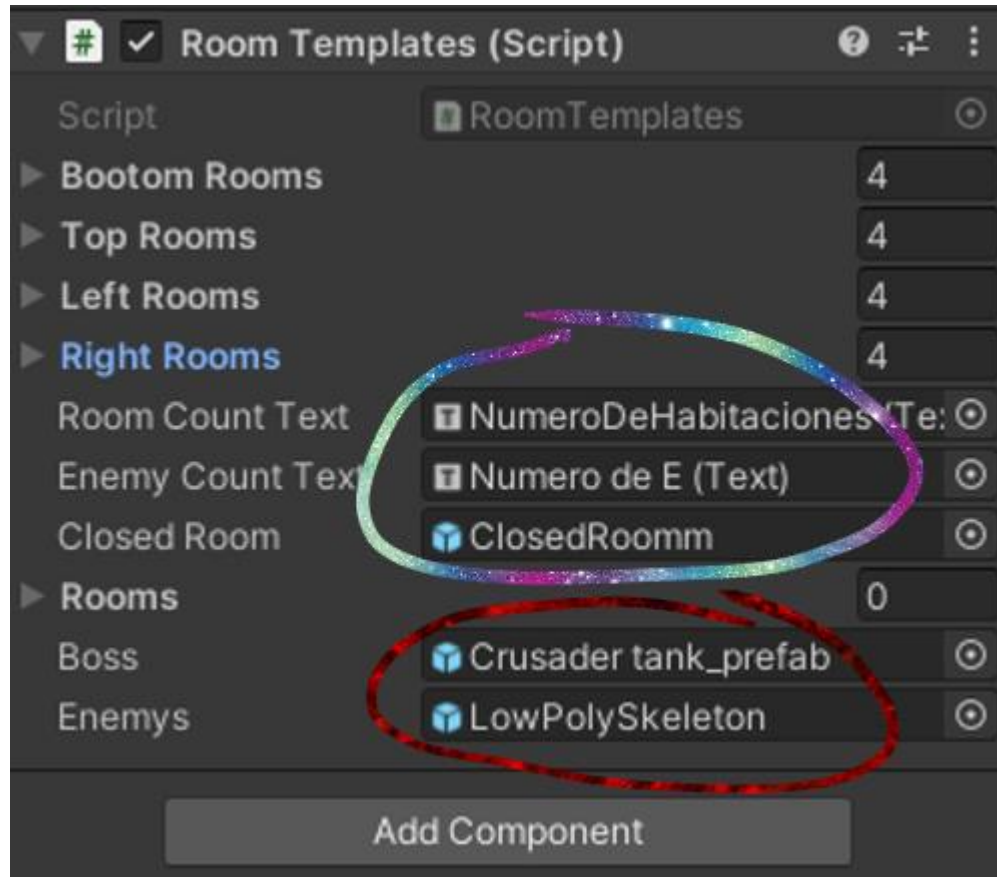 Room Templates (Script)
Script RoomTemplates
Bootom Rooms 4
Top Rooms 4
Left Rooms 4
Right Rooms 4
Room Count Text NumeroDeHabitaciones (Te:
Enemy Count Text Numero de E (Text)
Closed Room ClosedRoomm
Rooms 0
Boss Crusader tank_prefab
Enemys LowPolySkeleton
Add Component